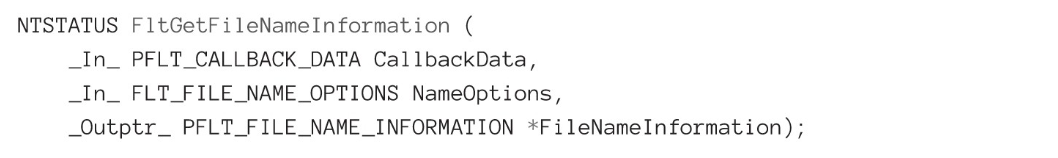 NTSTATUS FltGetFileNameInformation (
    _In_ PFLT_CALLBACK_DATA CallbackData,
    _In_ FLT_FILE_NAME_OPTIONS NameOptions,
    _Outptr_ PFLT_FILE_NAME_INFORMATION *FileNameInformation);